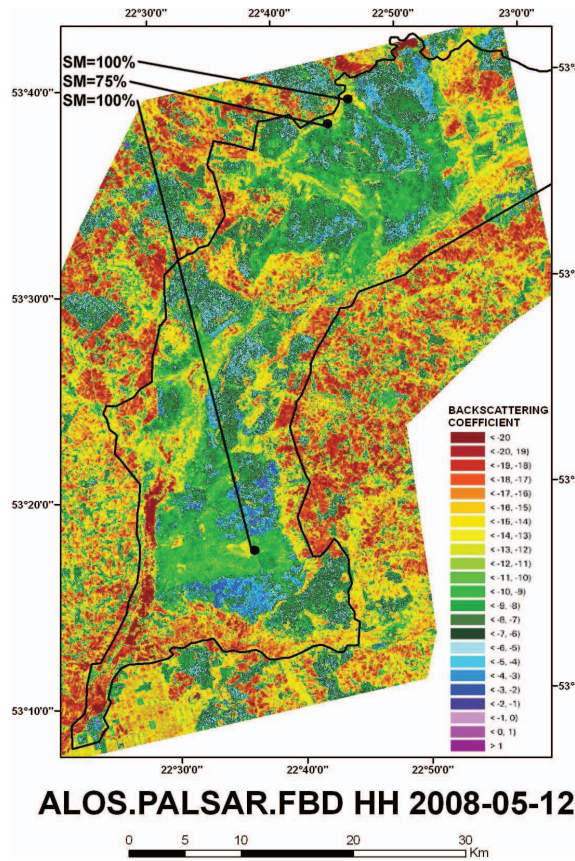 22°30'0" 22°40'0" 22°50'0" 23°0'0"
SM=100%
SM=75%
SM=100%
53°40'0"
53°4
53°30'0"
53°3
53°20'0"
53°2
53°10'0"
53°1
BACKSCATTERING
COEFFICIENT
< -20
< -20, 19)
< -19, -18)
< -18, -17)
< -17, -16)
< -16, -15)
< -15, -14)
< -14, -13)
< -13, -12)
< -12, -11)
< -11, -10)
< -10, -9)
< -9, -8)
< -8, -7)
< -7, -6)
< -6, -5)
< -5, -4)
< -4, -3)
< -3, -2)
< -2, -1)
< -1, 0)
< 0, 1)
> 1
22°30'0" 22°40'0" 22°50'0"
ALOS.PALSAR.FBD HH 2008-05-12
0 5 10 20 30
Km